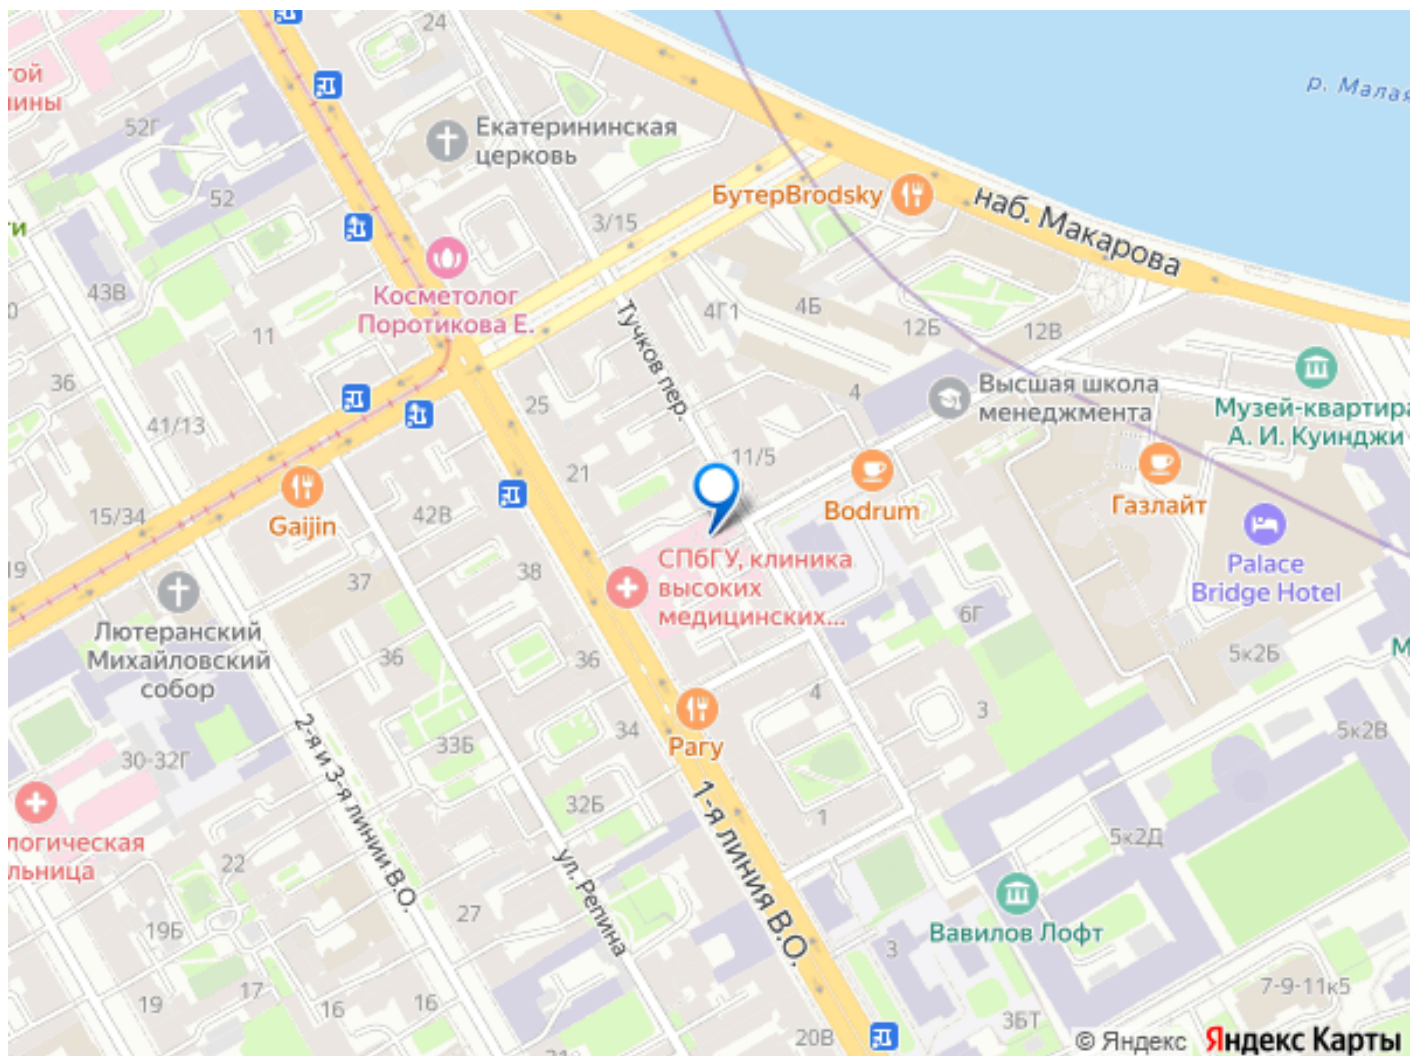 24
гой
ины
р. Малая
52Г
Екатерининская
церковь
52
БутерBrodsky
наб. Макарова
3/15
ти
43В
Косметолог
Поротикова Е.
11
Тучков пер.
4Г1
4Б
12Б
12В
36
25
4
Высшая школа
менеджмента
Музей-квартира
А. И. Куинджи
41/13
21
11/5
Bodrum
Газлайт
Gaijin
15/34
42В
19
37
38
СПбГУ, клиника
высоких
медицинских...
Palace
Bridge Hotel
6Г
Лютеранский
Михайловский
собор
36
36
5к2Б
М
4
3
34
Рагу
2-я и 3-я линии В.О.
33Б
30-32Г
5к2В
32Б
1
1-я линия В.О.
5к2Д
логическая
льница
22
ул. Репина
27
19Б
Вавилов Лофт
3
17
19
16
16
7-9-11к5
3БТ
20В
31
© Яндекс Яндекс Карты